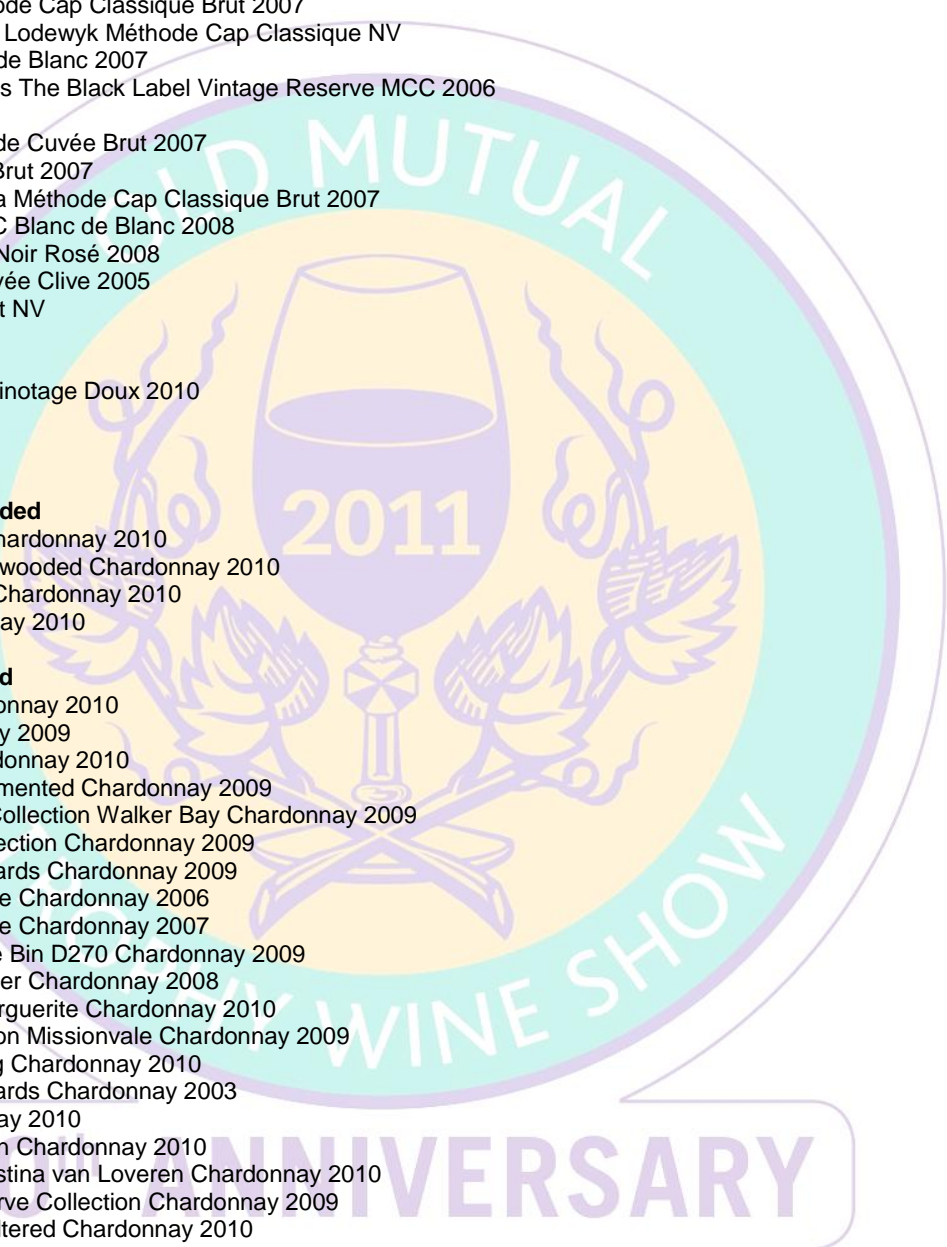 ode Cap Classique Brut 2007
Lodewyk Méthode Cap Classique NV
de Blanc 2007
s The Black Label Vintage Reserve MCC 2006
de Cuvée Brut 2007
Brut 2007
a Méthode Cap Classique Brut 2007
C Blanc de Blanc 2008
Noir Rosé 2008
vée Clive 2005
t NV
inotage Doux 2010
ded
hardonnay 2010
wooded Chardonnay 2010
Chardonnay 2010
ay 2010
d
onnay 2010
y 2009
donnay 2010
mented Chardonnay 2009
Collection Walker Bay Chardonnay 2009
ection Chardonnay 2009
ards Chardonnay 2009
e Chardonnay 2006
e Chardonnay 2007
e Bin D270 Chardonnay 2009
er Chardonnay 2008
rguerite Chardonnay 2010
on Missionvale Chardonnay 2009
g Chardonnay 2010
ards Chardonnay 2003
ay 2010
n Chardonnay 2010
stina van Loveren Chardonnay 2010
rve Collection Chardonnay 2009
ltered Chardonnay 2010
OLD MUTUAL
2011
TROPHY WINE SHOW
0TH ANNIVERSARY